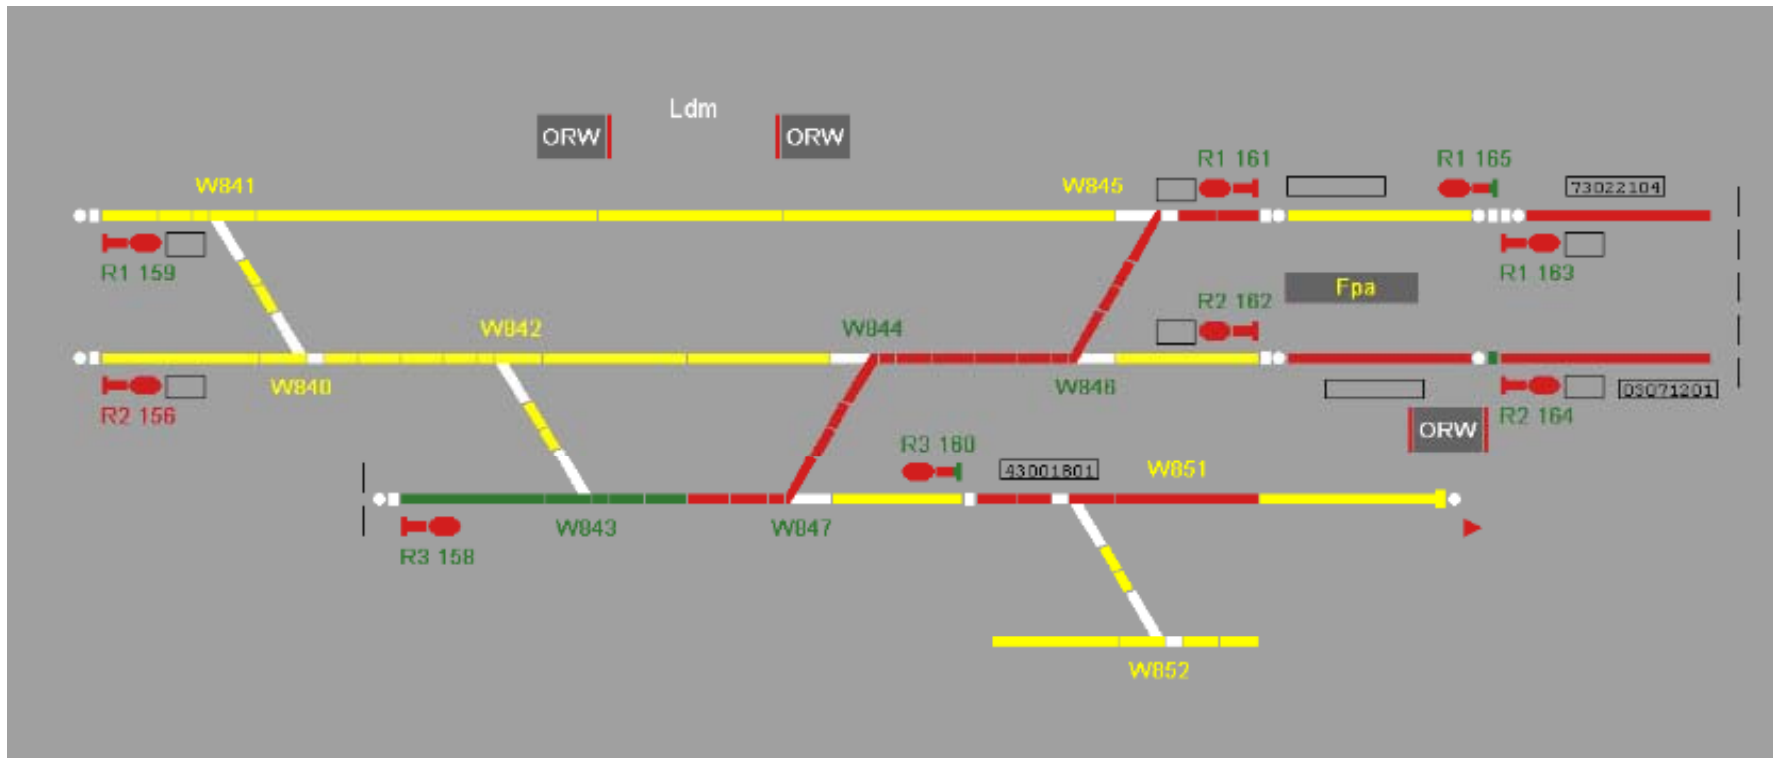 Ldm
ORW
ORW
R1 161
R1 165
W841
W845
73022104
R1 159
R1 163
Fpa
R2 162
W842
W844
W840
W846
R2 156
03071201
R2 164
ORW
R3 160
43001801
W851
W843
W847
R3 158
W852